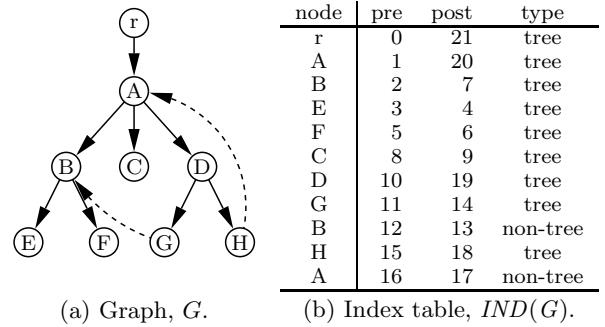 r
A
B
C
D
E
F
G
H
(a) Graph, G.
node pre post type
r 0 21 tree
A 1 20 tree
B 2 7 tree
E 3 4 tree
F 5 6 tree
C 8 9 tree
D 10 19 tree
G 11 14 tree
B 12 13 non-tree
H 15 18 tree
A 16 17 non-tree
(b) Index table, IND(G).